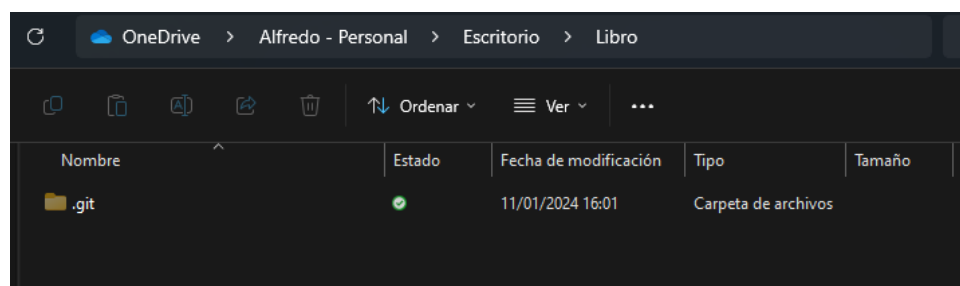 OneDrive > Alfredo - Personal > Escritorio > Libro
Ordenar Ver ...
Nombre Estado Fecha de modificación Tipo Tamaño
.git 11/01/2024 16:01 Carpeta de archivos